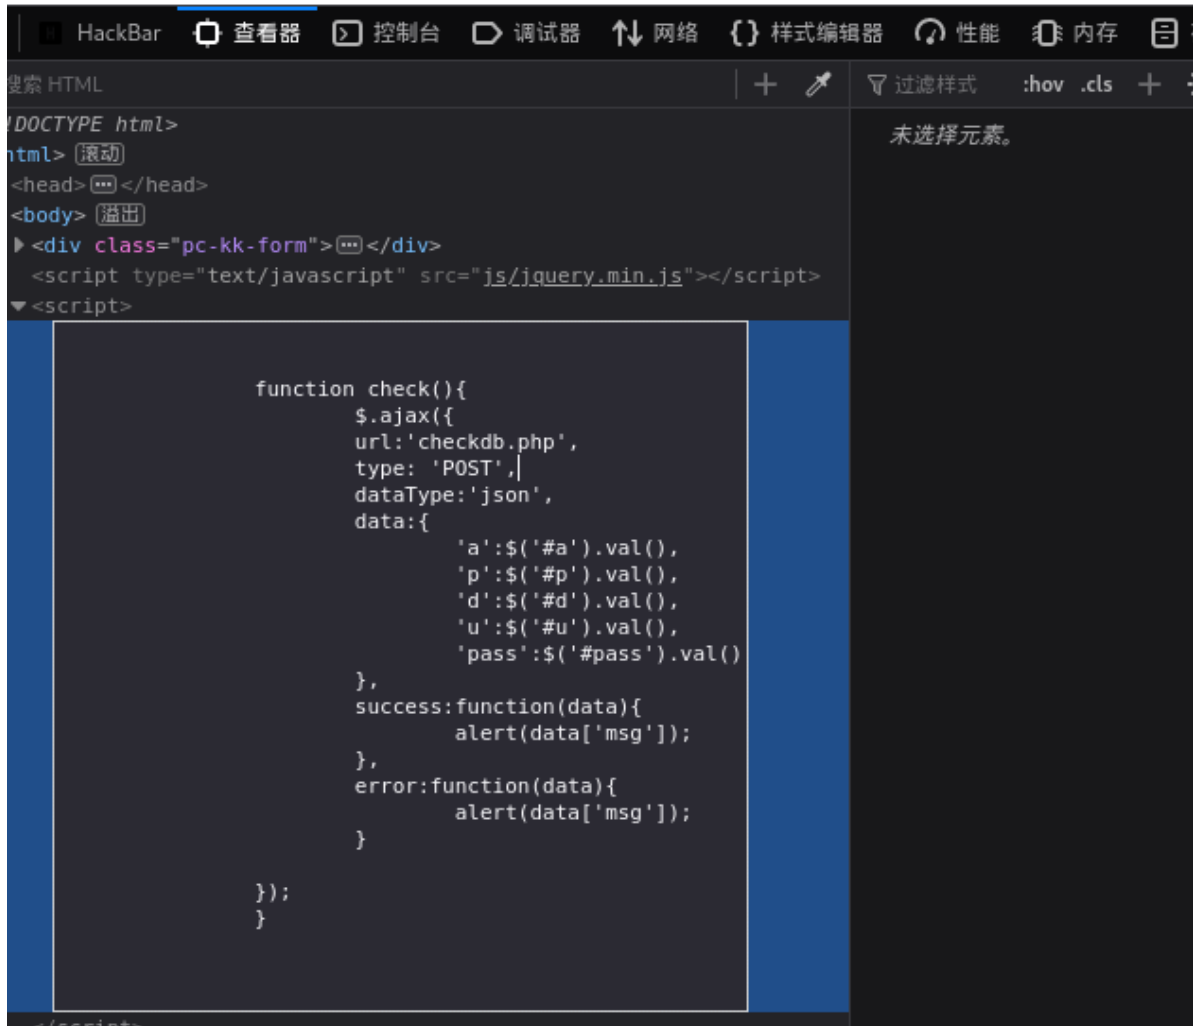 HackBar 查看器 控制台 调试器 网络 {} 样式编辑器 性能 内存
搜索 HTML + 过滤样式 :hov .cls +
!DOCTYPE html>
html> 滚动
<head> </head>
<body> 溢出
<div class="pc-kk-form"> </div>
<script type="text/javascript" src="js/jquery.min.js"></script>
<script>
未选择元素。
function check(){
$.ajax({
url:'checkdb.php',
type: 'POST',
dataType:'json',
data:{
'a':$('#a').val(),
'p':$('#p').val(),
'd':$('#d').val(),
'u':$('#u').val(),
'pass':$('#pass').val()
},
success:function(data){
alert(data['msg']);
},
error:function(data){
alert(data['msg']);
}
});
}
</script>